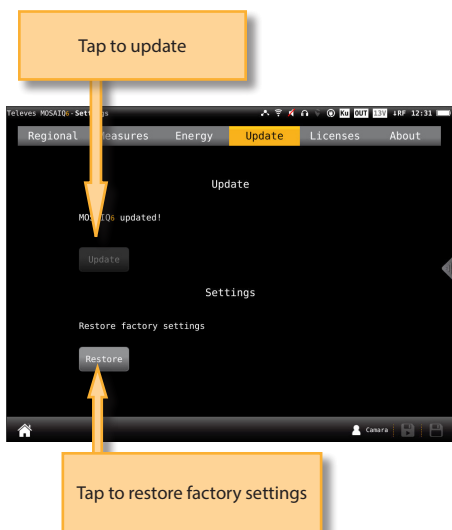 Tap to update
Televes MOSAIQ6-Settings Ku OUT 13V ↓RF 12:31
Regional Measures Energy Update Licenses About
Update
MOSAIQ6 updated!
Update
Settings
Restore factory settings
Restore
Camara
Tap to restore factory settings